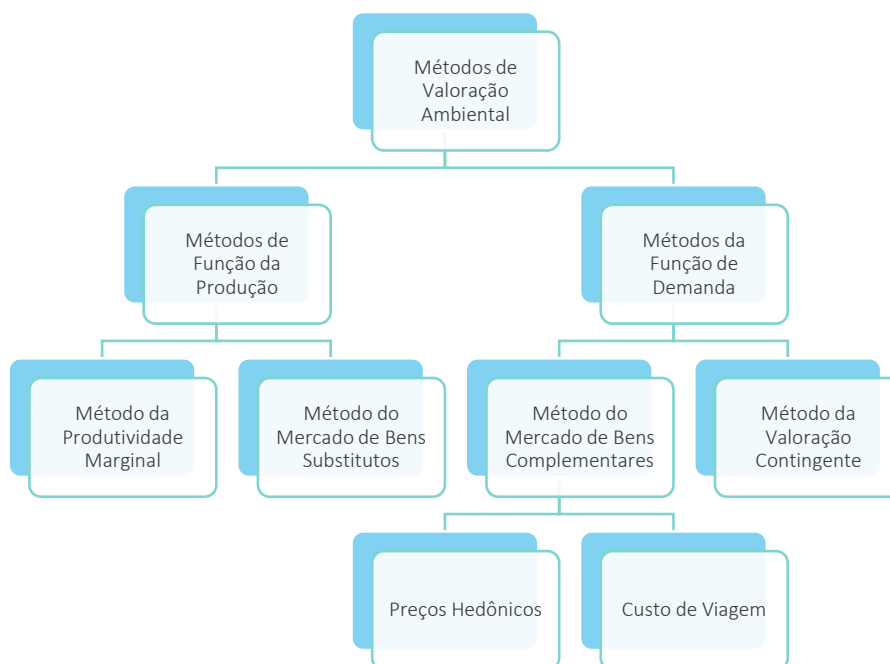 Métodos de
Valoração
Ambiental
Métodos de
Função da
Produção
Métodos da
Função de
Demanda
Método da
Produtividade
Marginal
Método do
Mercado de Bens
Substitutos
Método do
Mercado de Bens
Complementares
Método da
Valoração
Contingente
Preços Hedônicos
Custo de Viagem